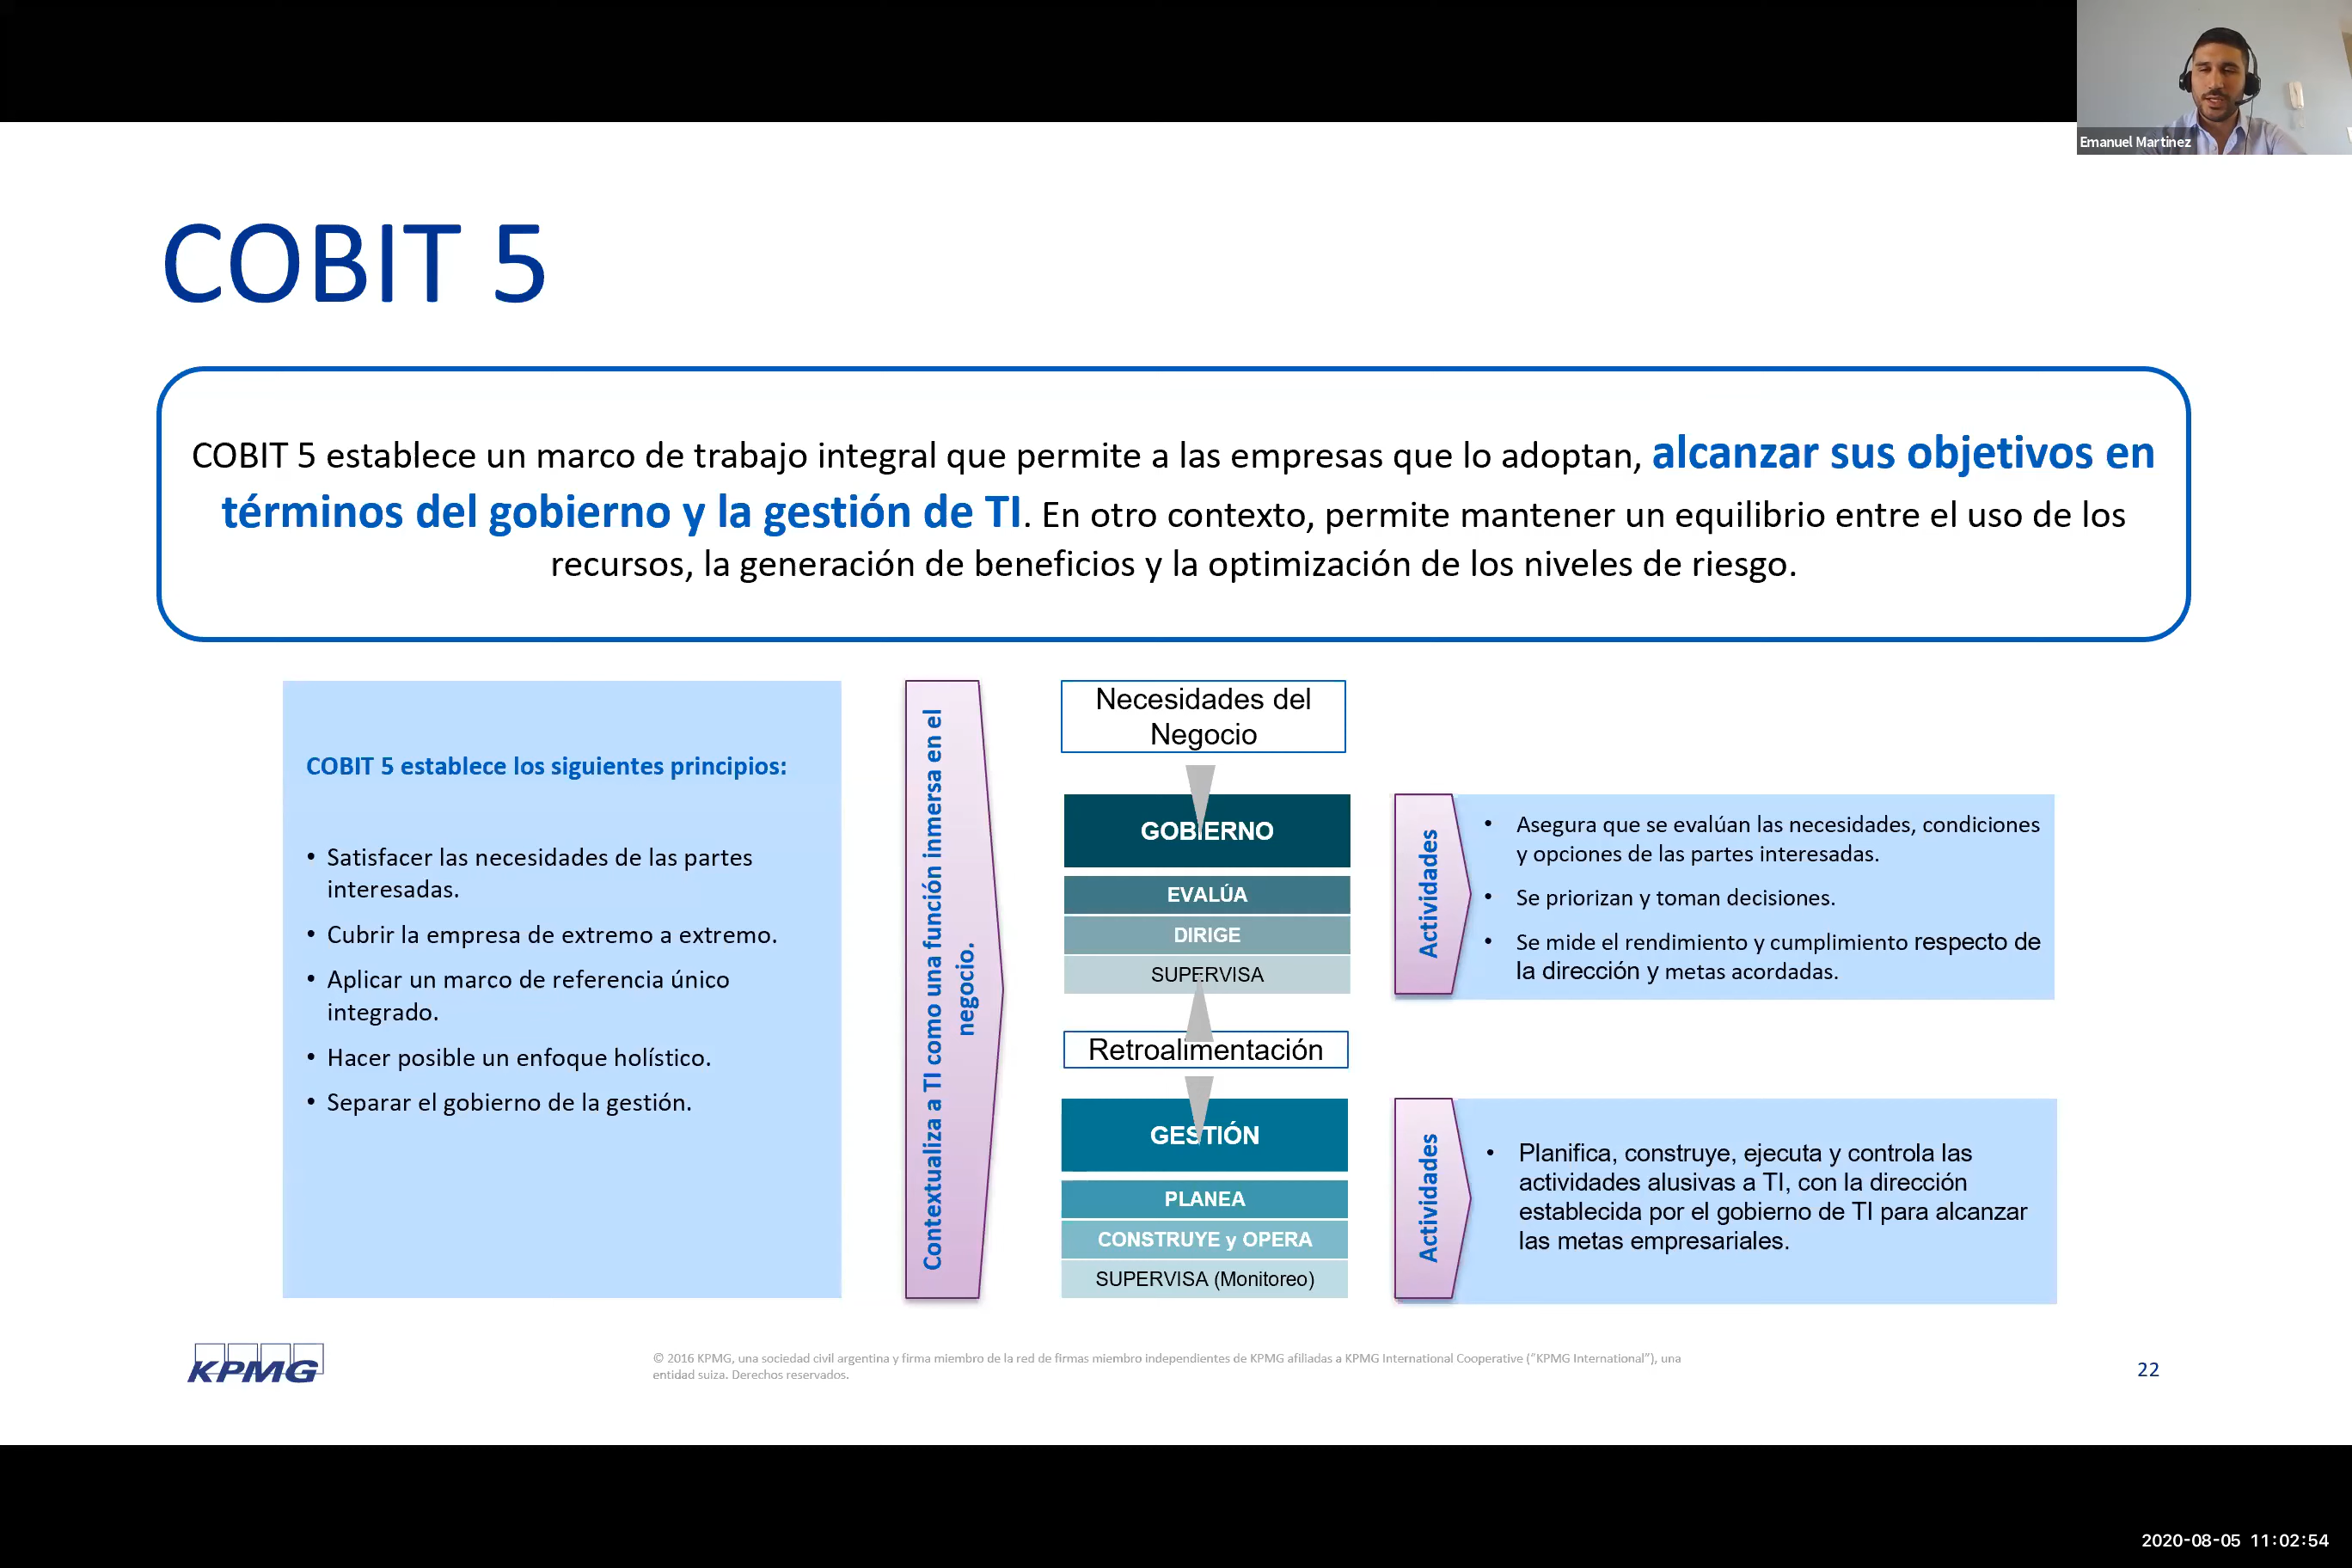 Emanuel Martinez
COBIT 5
COBIT 5 establece un marco de trabajo integral que permite a las empresas que lo adoptan, alcanzar sus objetivos en
términos del gobierno y la gestión de TI. En otro contexto, permite mantener un equilibrio entre el uso de los
recursos, la generación de beneficios y la optimización de los niveles de riesgo.
COBIT 5 establece los siguientes principios:
• Satisfacer las necesidades de las partes
interesadas.
• Cubrir la empresa de extremo a extremo.
• Aplicar un marco de referencia único
integrado.
• Hacer posible un enfoque holístico.
• Separar el gobierno de la gestión.
Contextualiza a TI como una función inmersa en el
negocio.
Necesidades del
Negocio
GOBIERNO
EVALÚA
DIRIGE
SUPERVISA
Retroalimentación
GESTIÓN
PLANEA
CONSTRUYE y OPERA
SUPERVISA (Monitoreo)
Actividades
• Asegura que se evalúan las necesidades, condiciones
y opciones de las partes interesadas.
• Se priorizan y toman decisiones.
• Se mide el rendimiento y cumplimiento respecto de
la dirección y metas acordadas.
Actividades
• Planifica, construye, ejecuta y controla las
actividades alusivas a TI, con la dirección
establecida por el gobierno de TI para alcanzar
las metas empresariales.
KPMG
© 2016 KPMG, una sociedad civil argentina y firma miembro de la red de firmas miembro independientes de KPMG afiliadas a KPMG International Cooperative ("KPMG International"), una
entidad suiza. Derechos reservados.
22
2020-08-05 11:02:54